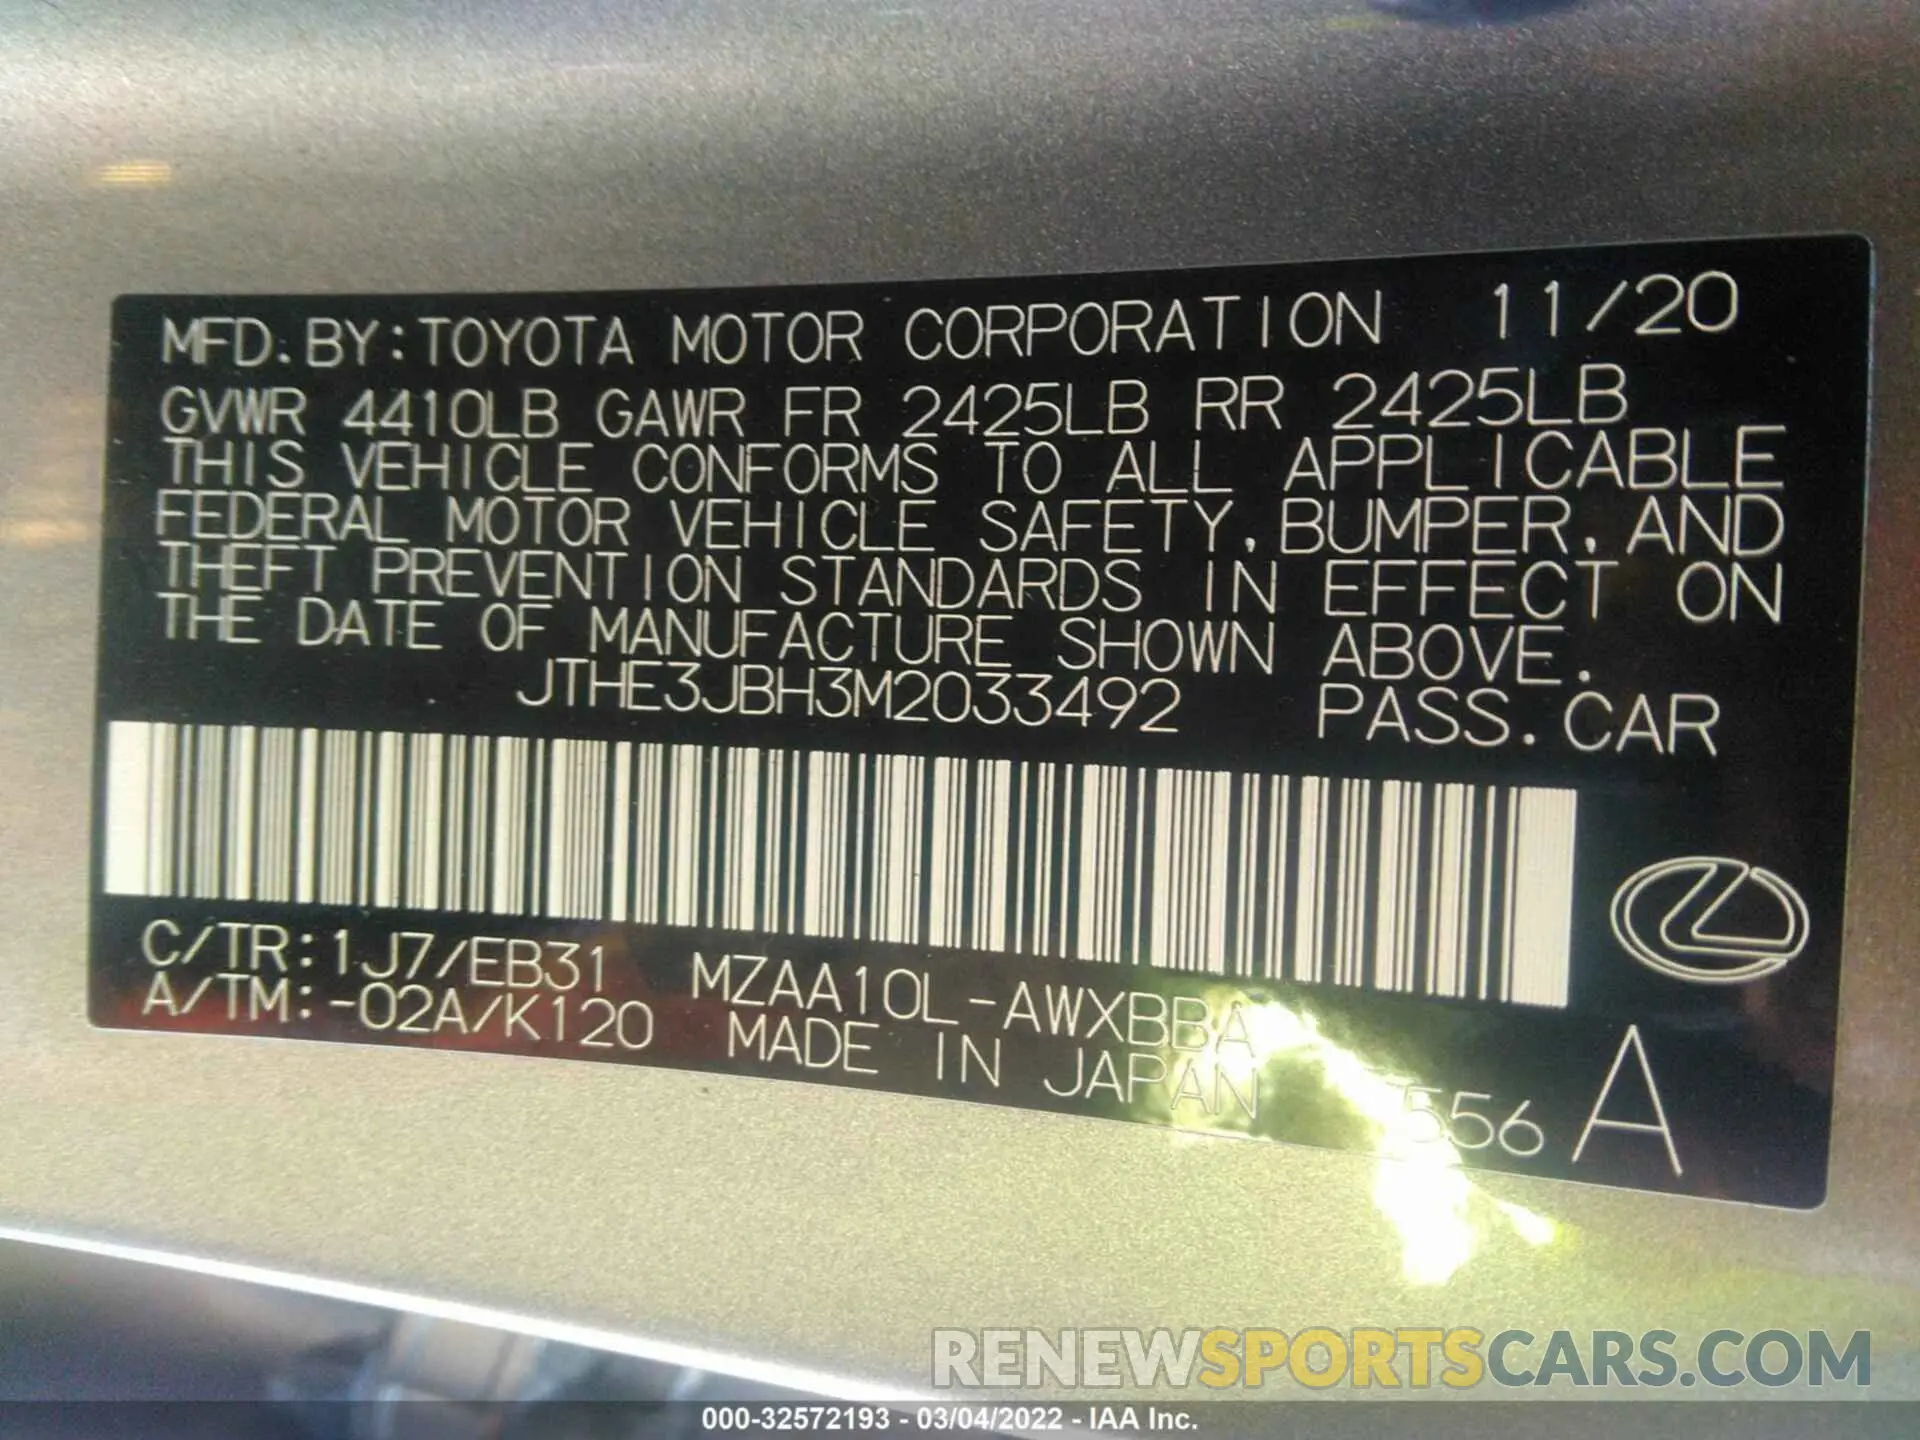 MFD. BY: TOYOTA MOTOR CORPORATION 11/20
GVWR 4410LB GAWR FR 2425LB RR 2425LB
THIS VEHICLE CONFORMS TO ALL APPLICABLE
FEDERAL MOTOR VEHICLE SAFETY, BUMPER, AND
THEFT PREVENTION STANDARDS IN EFFECT ON
THE DATE OF MANUFACTURE SHOWN ABOVE.
JTHE3JBH3M2033492 PASS. CAR
C/TR: 1J7/EB31 MZAA10L-AWXBBA
A/TM: -02A/K120 MADE IN JAPAN
A
RENEWSPORTSCARS.COM
000-32572193 - 03/04/2022 - IAA Inc.